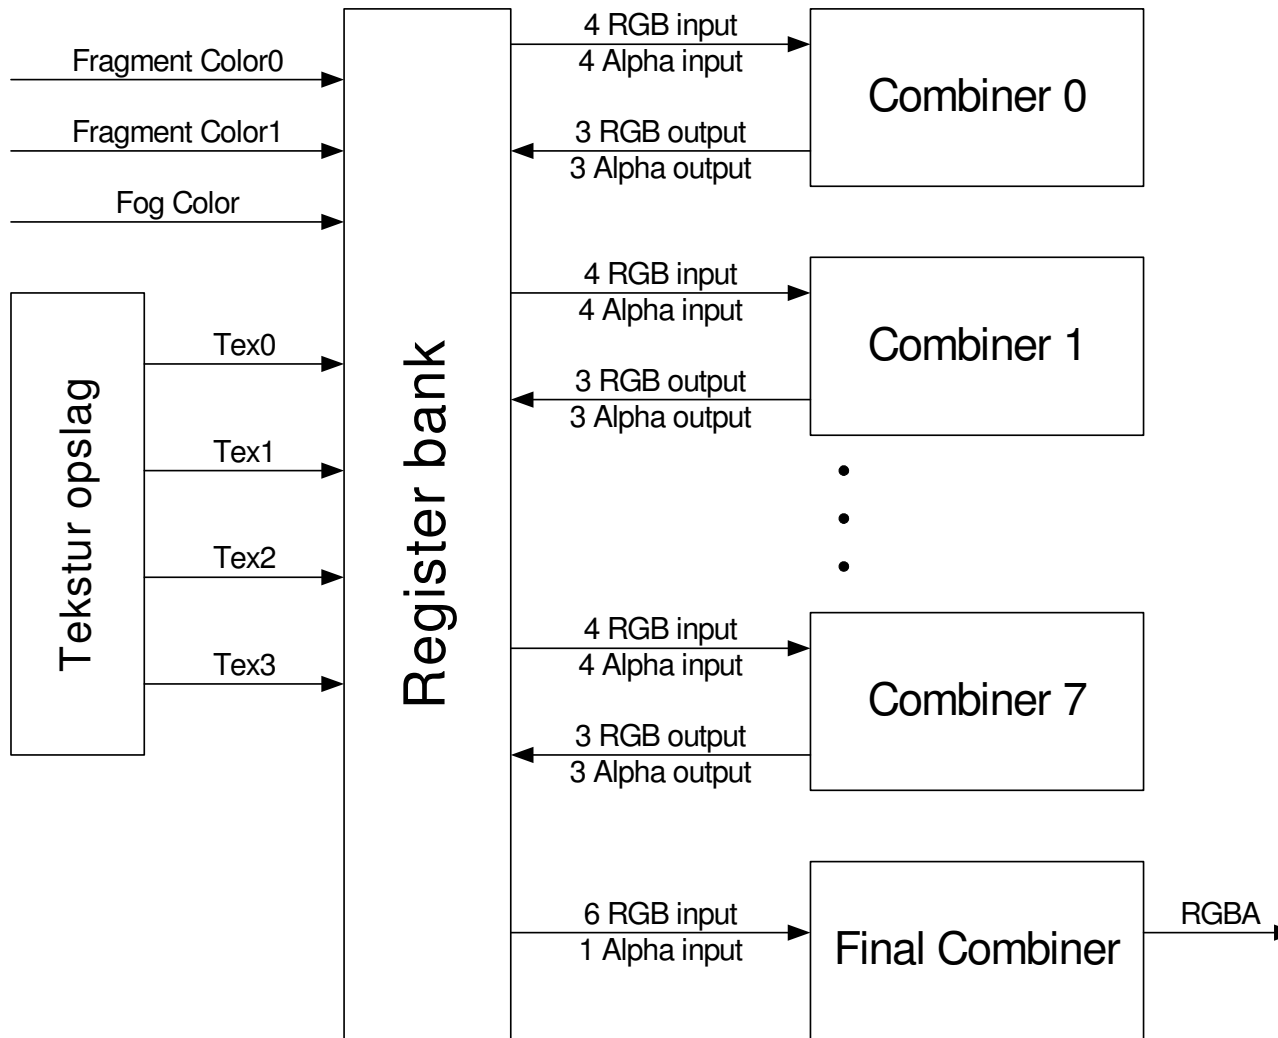 Fragment Color0
Fragment Color1
Fog Color
Tekstur opslag
Tex0
Tex1
Tex2
Tex3
Register bank
4 RGB input
4 Alpha input
3 RGB output
3 Alpha output
Combiner 0
4 RGB input
4 Alpha input
3 RGB output
3 Alpha output
Combiner 1
4 RGB input
4 Alpha input
3 RGB output
3 Alpha output
Combiner 7
6 RGB input
1 Alpha input
Final Combiner
RGBA